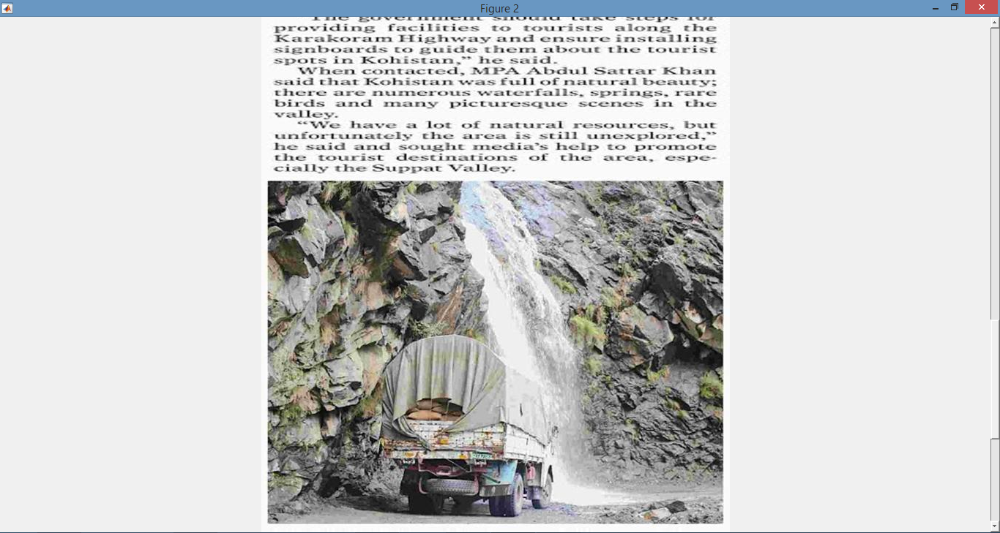 Figure 2
"The government should take steps for
providing facilities to tourists along the
Karakoram Highway and ensure installing
signboards to guide them about the tourist
spots in Kohistan,” he said.
When contacted, MPA Abdul Sattar Khan
said that Kohistan was full of natural beauty;
there are numerous waterfalls, springs, rare
birds and many picturesque scenes in the
valley.
“We have a lot of natural resources, but
unfortunately the area is still unexplored,”
he said and sought media’s help to promote
the tourist destinations of the area, espe-
cially the Suppat Valley.